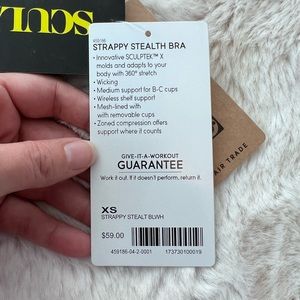 SCUL
459186
STRAPPY STEALTH BRA
• Innovative SCULPTEK™ X
molds and adapts to your
body with 360° stretch
• Wicking
• Medium support for B-C cups
• Wireless shelf support
• Mesh-lined with
with removable cups
• Zoned compression offers
support where it counts
GIVE-IT-A-WORKOUT
GUARANTEE
Work it out. If it doesn't perform, return it.
XS
STRAPPY STEALT BLWH
$59.00
459186-04-2-0001
173730100019
AIR TRADE